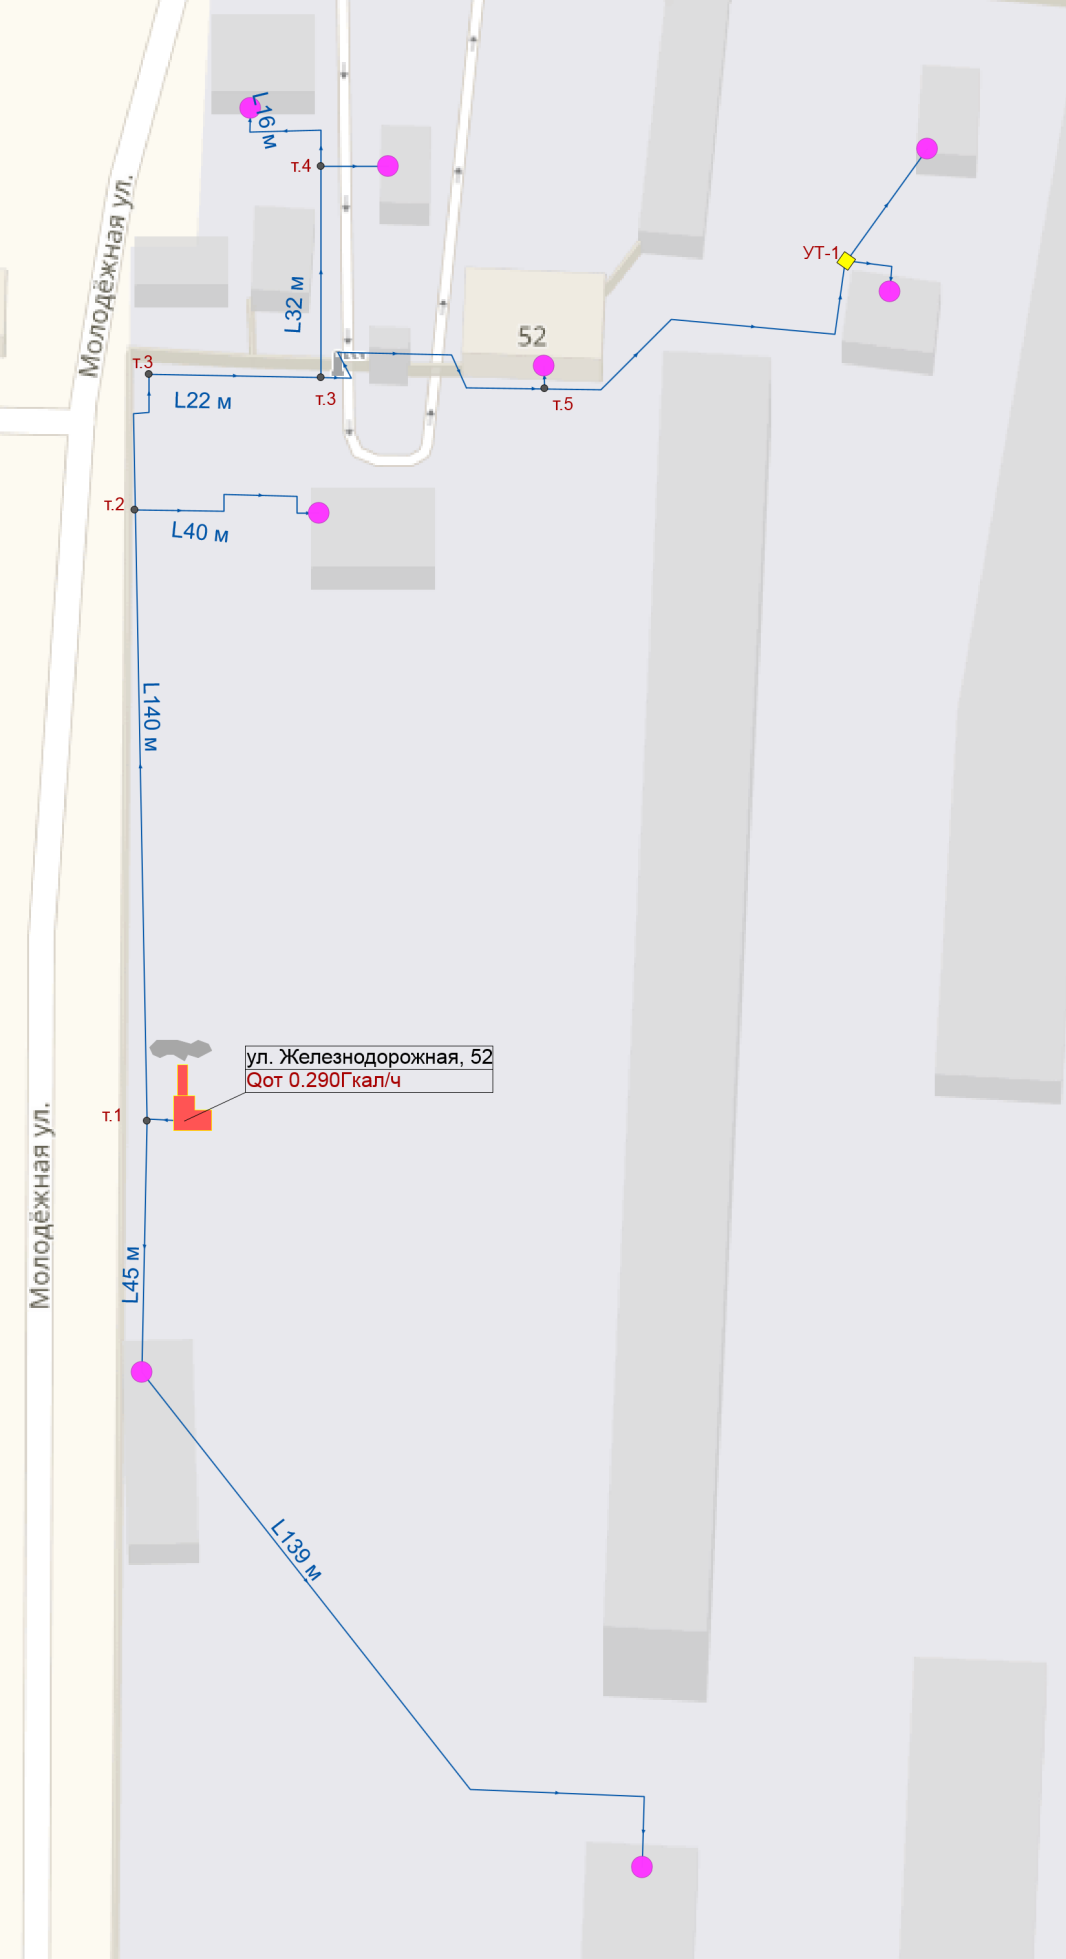 L16 м
т.4
Молодёжная ул.
УТ-1
L32 м
52
т.3
L22 м
т.3
т.5
т.2
L40 м
L140 м
ул. Железнодорожная, 52
Qот 0.290Гкал/ч
т.1
Молодёжная ул.
L45 м
L139 м